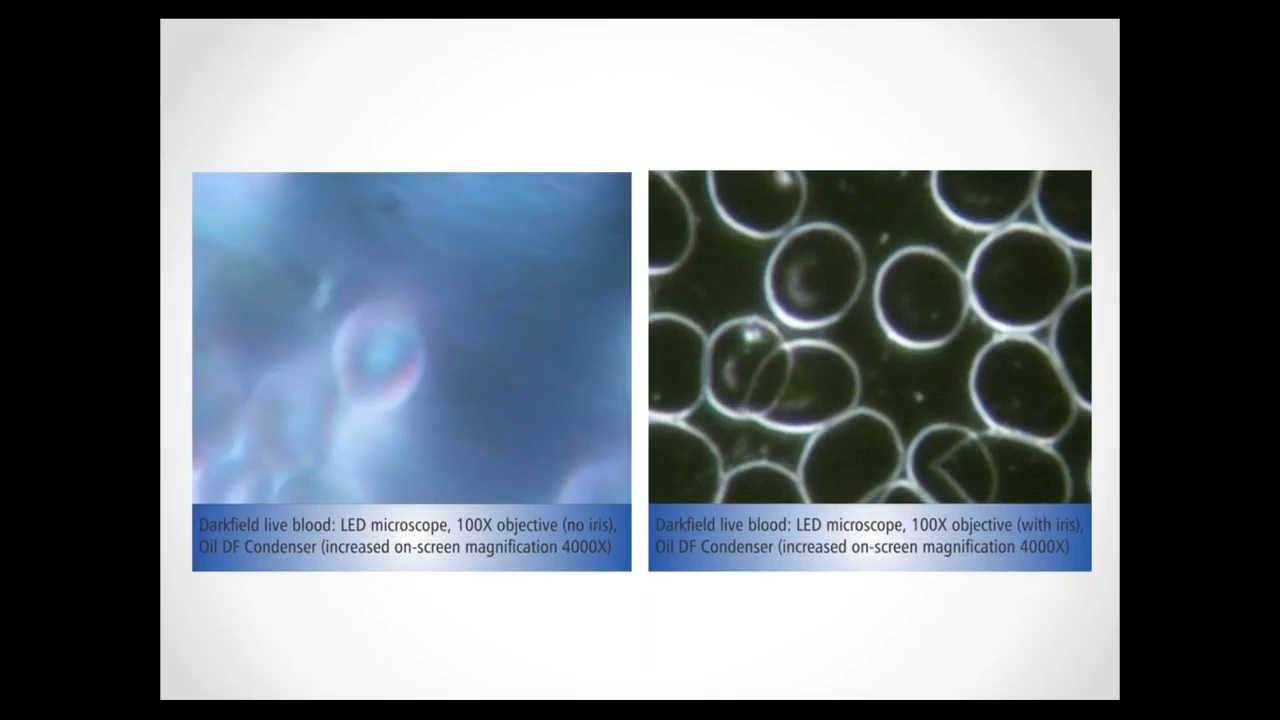 Darkfield live blood: LED microscope, 100X objective (no iris),
Oil DF Condenser (increased on-screen magnification 4000X)
Darkfield live blood: LED microscope, 100X objective (with iris),
Oil DF Condenser (increased on-screen magnification 4000X)